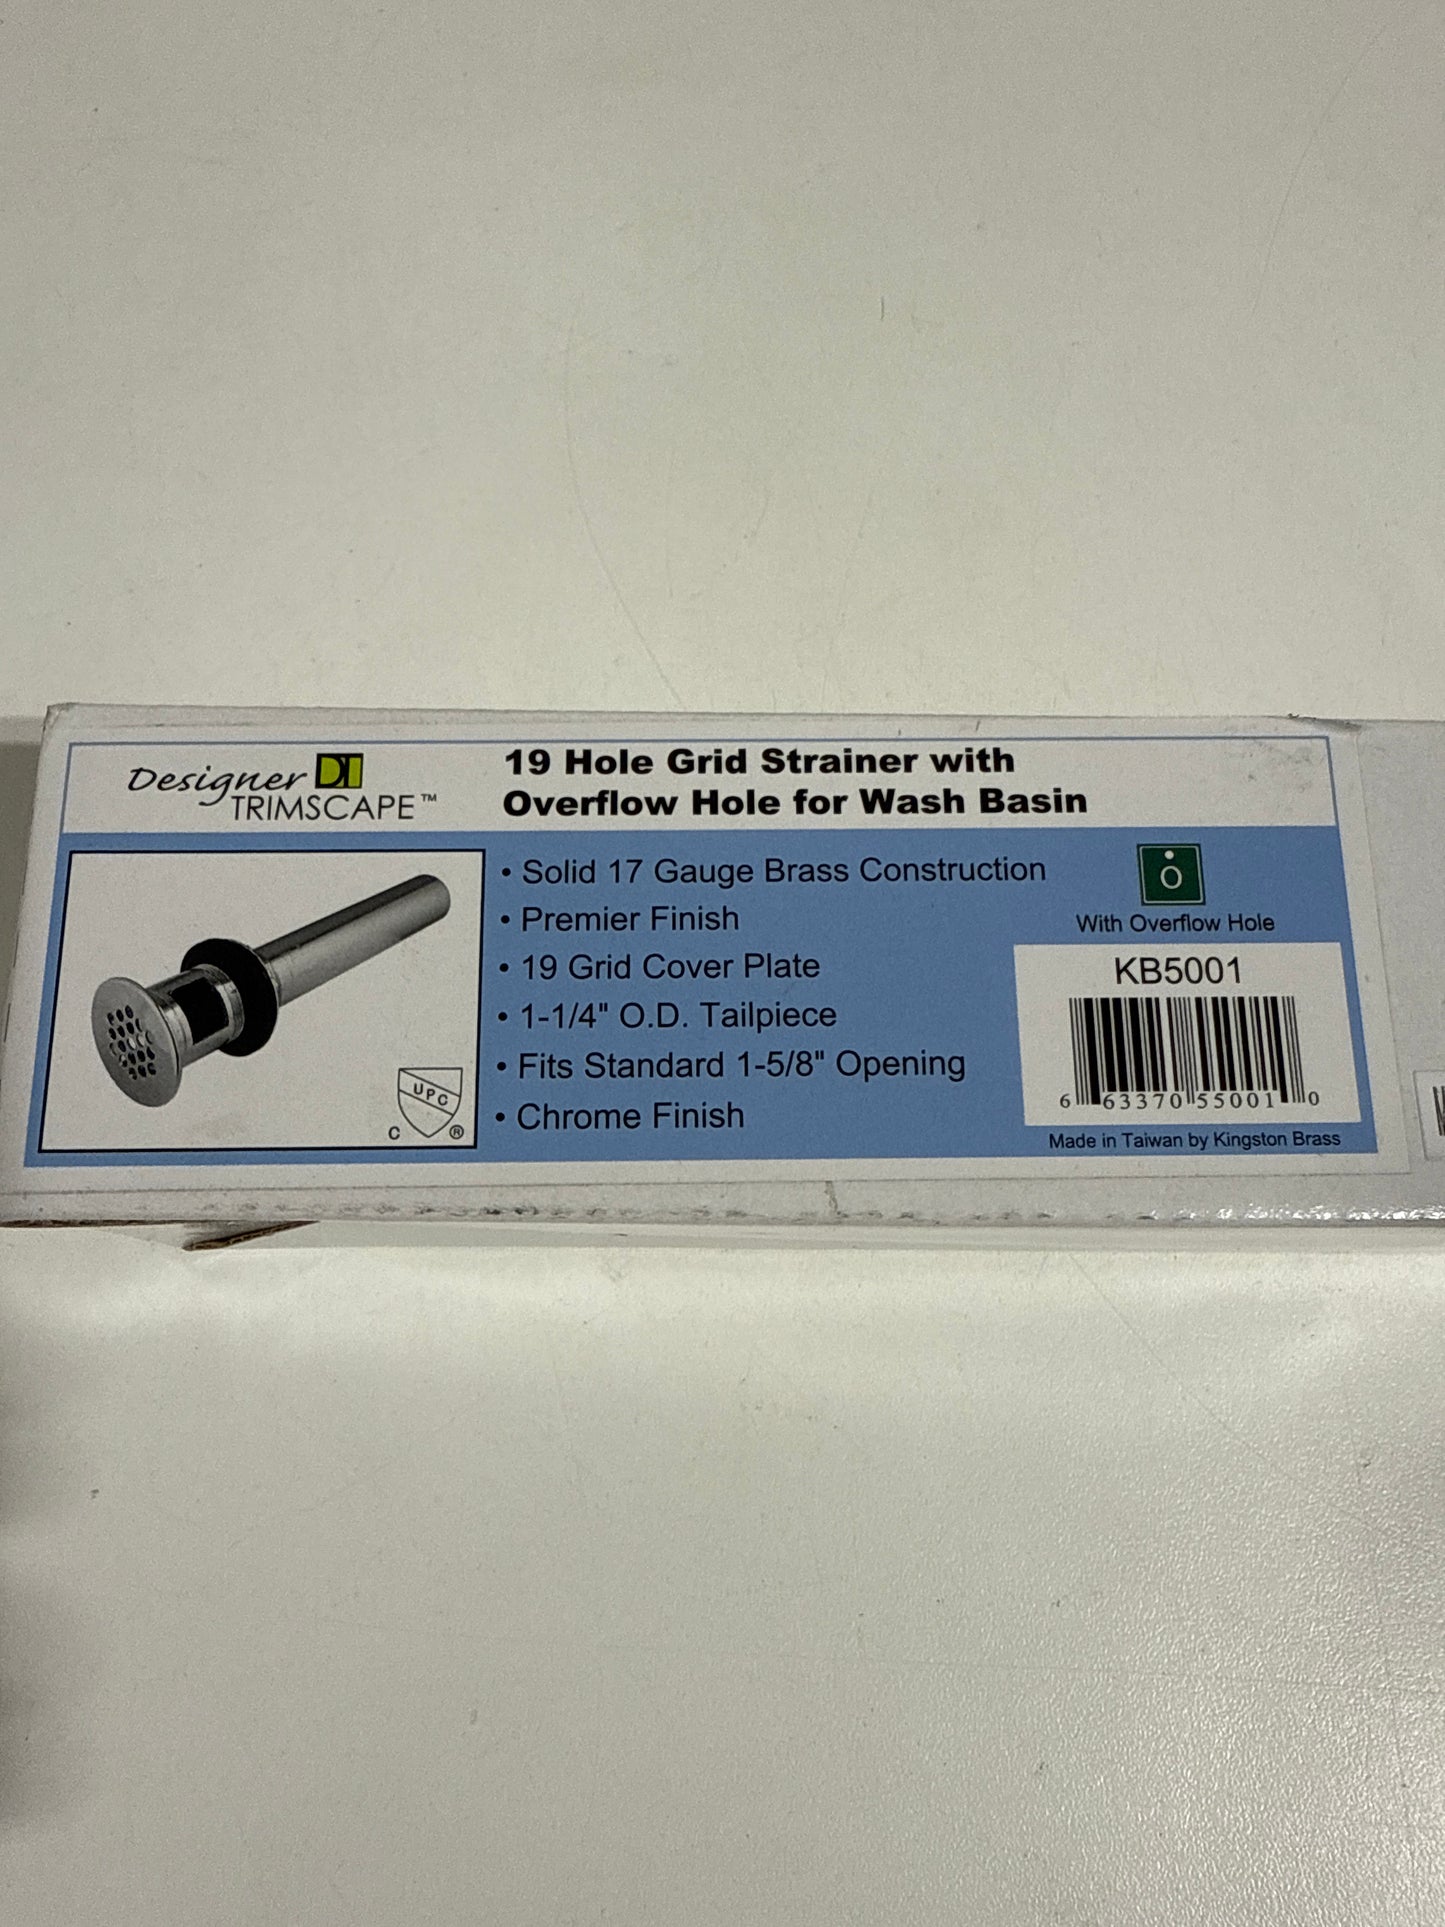 Designer DT
TRIMSCAPE™
19 Hole Grid Strainer with
Overflow Hole for Wash Basin
• Solid 17 Gauge Brass Construction
• Premier Finish
• 19 Grid Cover Plate
• 1-1/4" O.D. Tailpiece
• Fits Standard 1-5/8" Opening
• Chrome Finish
UPC
C ®
With Overflow Hole
KB5001
6 63370 55001 0
Made in Taiwan by Kingston Brass